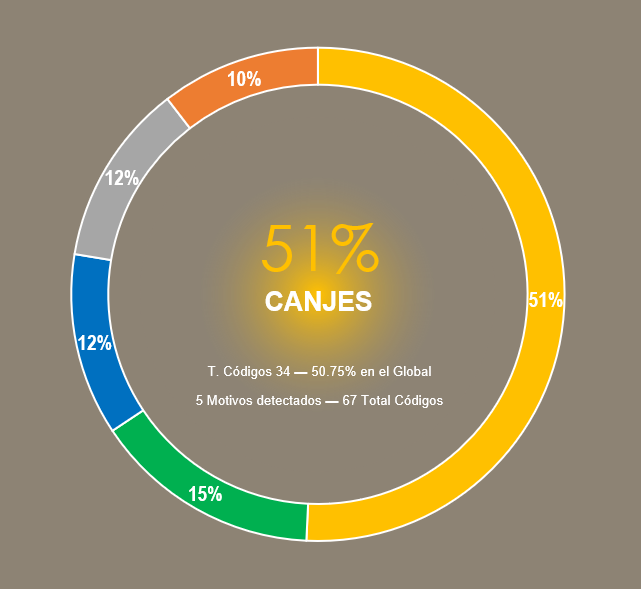 10%
12%
51%
CANJES
51%
12%
T. Códigos 34 — 50.75% en el Global
5 Motivos detectados — 67 Total Códigos
15%